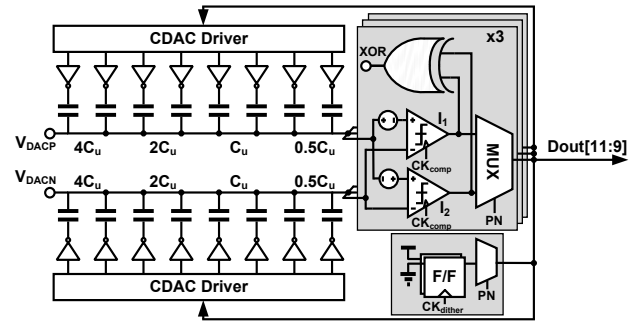 CDAC Driver
x3
XOR
V_DACP
4C_u
2C_u
C_u
0.5C_u
I_1
CK_comp
MUX
Dout[11:9]
V_DACN
4C_u
2C_u
C_u
0.5C_u
I_2
CK_comp
PN
CDAC Driver
F/F
CK_dither
PN